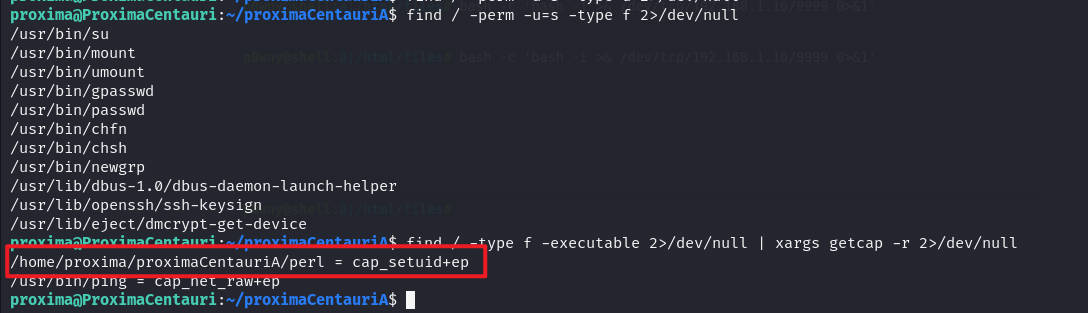 proxima@ProximaCentauri:~/proximaCentauriA$ find / -perm -u=s -type f 2>/dev/null
/usr/bin/su
/usr/bin/mount
/usr/bin/umount
/usr/bin/gpasswd
/usr/bin/passwd
/usr/bin/chfn
/usr/bin/chsh
/usr/bin/newgrp
/usr/lib/dbus-1.0/dbus-daemon-launch-helper
/usr/lib/openssh/ssh-keysign
/usr/lib/eject/dmcrypt-get-device
proxima@ProximaCentauri:~/proximaCentauriA$ find / -type f -executable 2>/dev/null | xargs getcap -r 2>/dev/null
/home/proxima/proximaCentauriA/perl = cap_setuid+ep
/usr/bin/ping = cap_net_raw+ep
proxima@ProximaCentauri:~/proximaCentauriA$